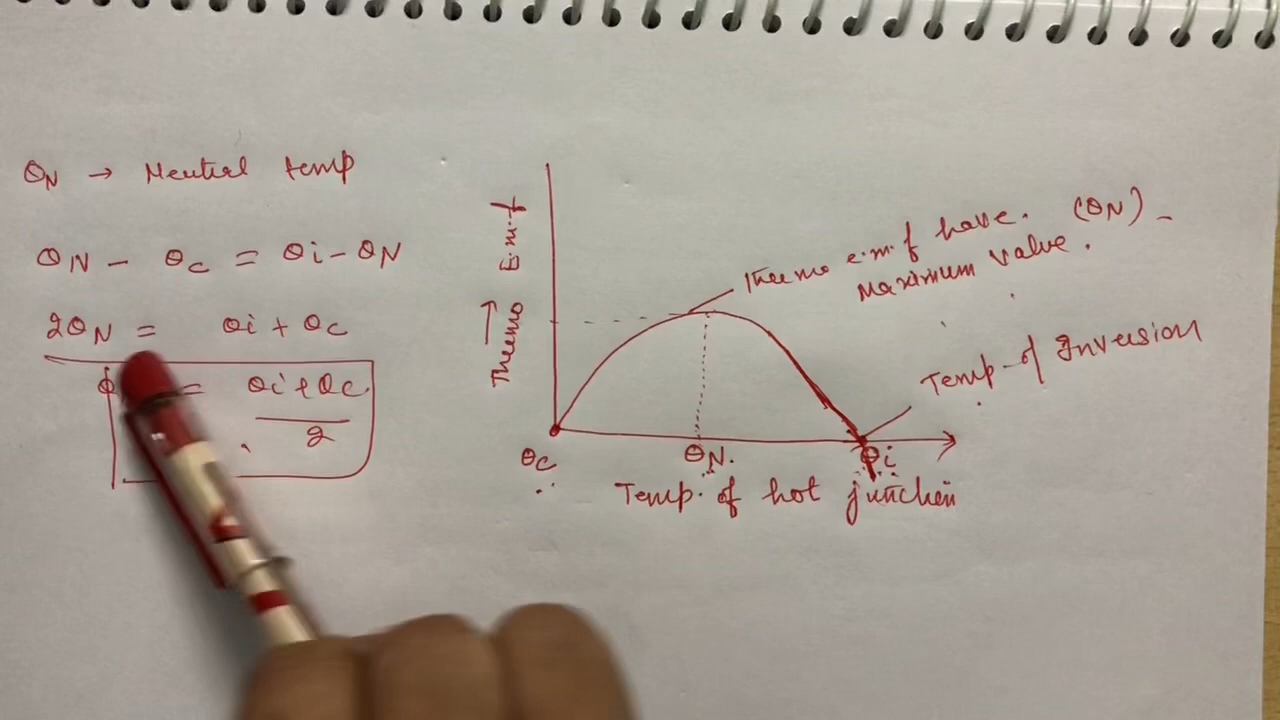 θN → Neutral temp
θN - θc = θi - θN
2θN = θi + θc
= θi + θc
2
Thermo E.m.f
Thermo e.m.f have. (θN) -
Maximum value.
Temp. of Inversion
θc
θN.
θi
Temp. of hot junction